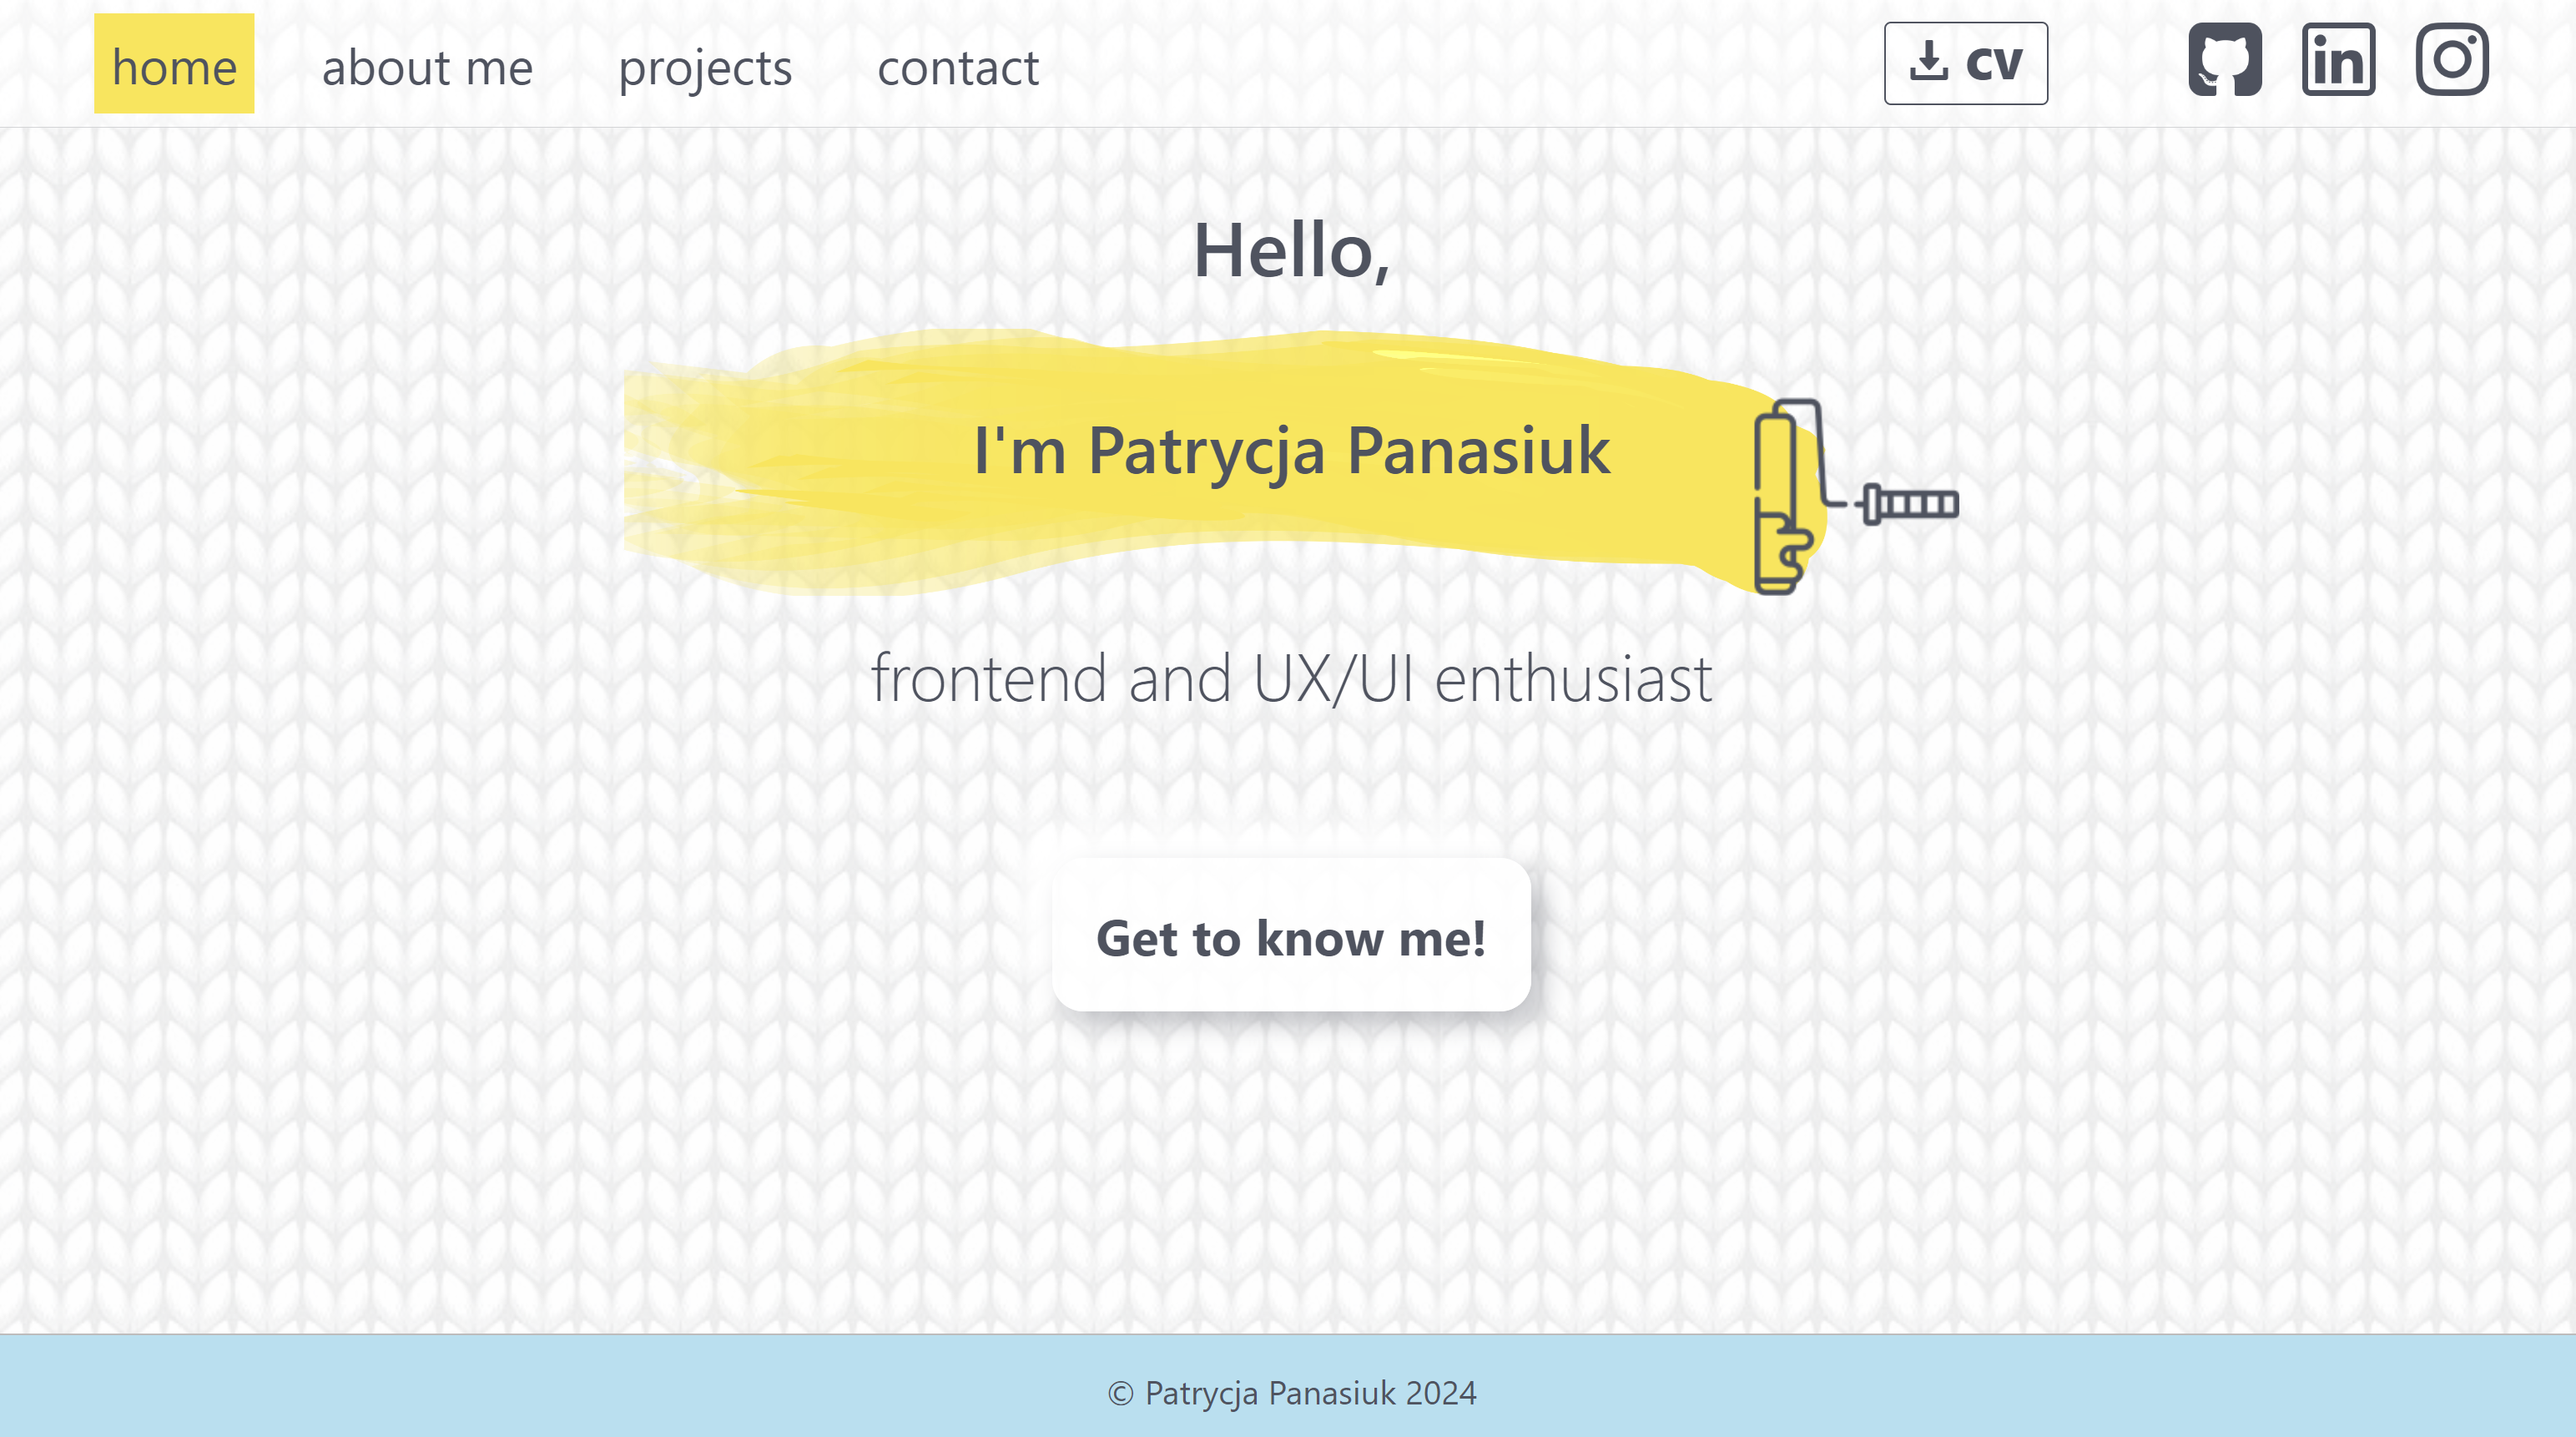 home about me projects contact cv in
Hello,
I'm Patrycja Panasiuk
frontend and UX/UI enthusiast
Get to know me!
© Patrycja Panasiuk 2024